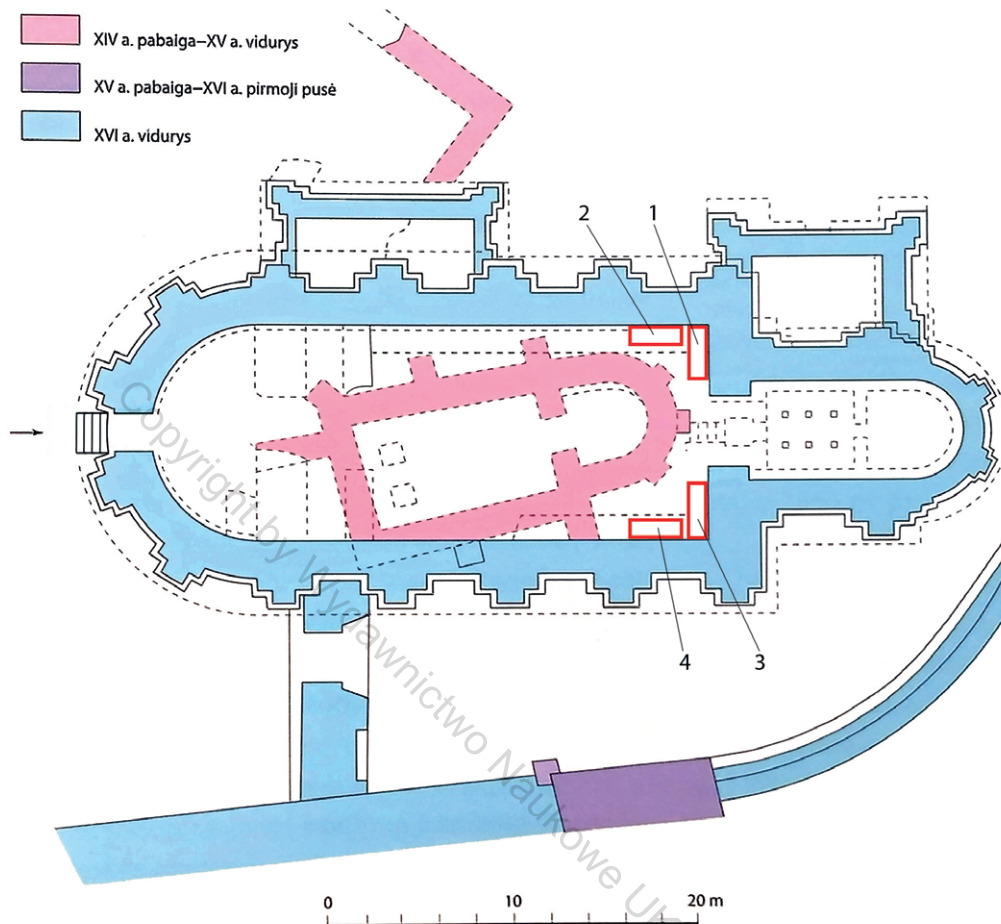 XIV a. pabaiga–XV a. vidurys
XV a. pabaiga–XVI a. pirmoji pusė
XVI a. vidurys
2
1
4
3
0
10
20 m
Copyright by Wydawnictwo Naukowe